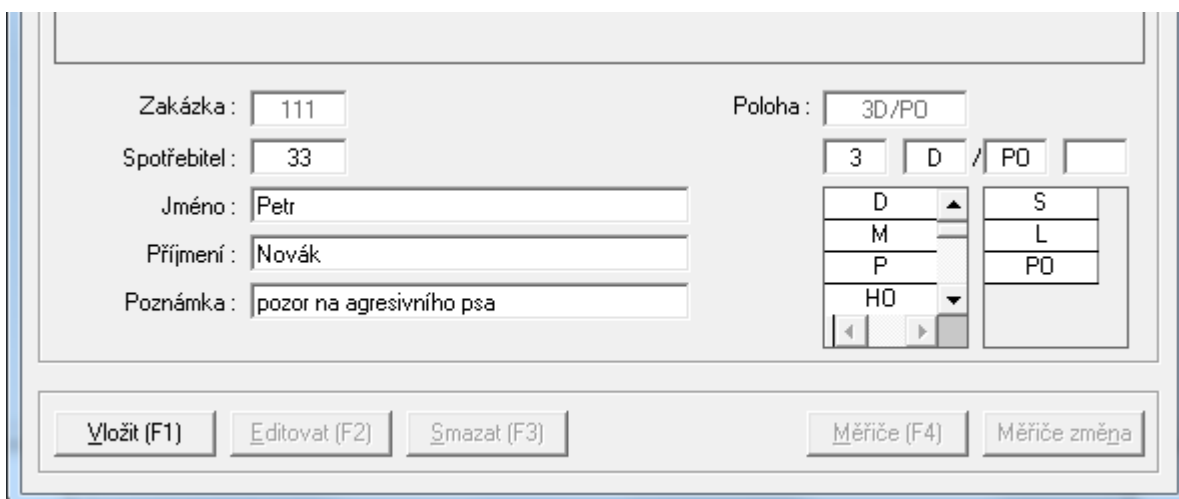 Zakázka : 111 Poloha : 3D/PO
Spotřebitel : 33 3 D / PO
Jméno : Petr D S
M L
Příjmení : Novák P PO
Poznámka : pozor na agresivního psa HO
Vložit (F1) Editovat (F2) Smazat (F3) Měřiče (F4) Měřiče změna